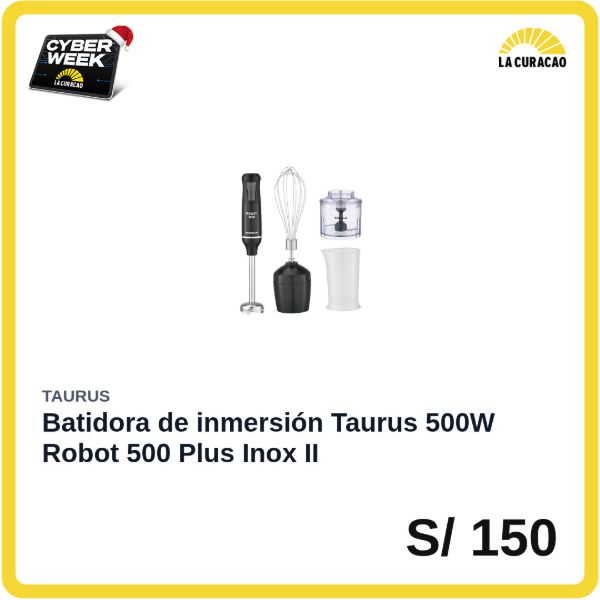 CYBER
WEEK
LA CURACAO
LA CURACAO
TAURUS
Batidora de inmersión Taurus 500W
Robot 500 Plus Inox II
S/ 150